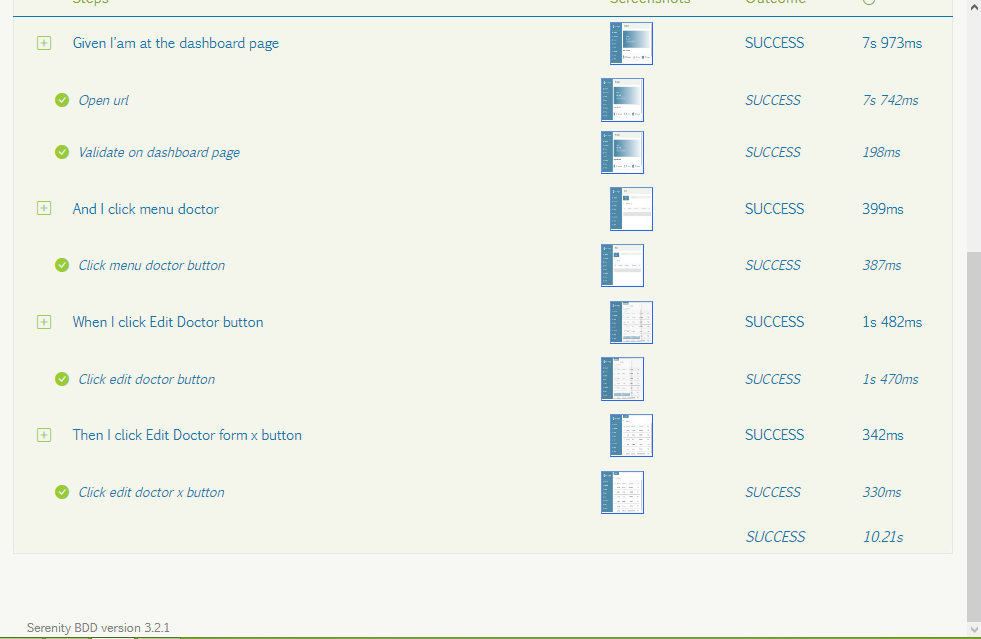 Steps Screenshots Outcome
Given I'am at the dashboard page SUCCESS 7s 973ms
Open url SUCCESS 7s 742ms
Validate on dashboard page SUCCESS 198ms
And I click menu doctor SUCCESS 399ms
Click menu doctor button SUCCESS 387ms
When I click Edit Doctor button SUCCESS 1s 482ms
Click edit doctor button SUCCESS 1s 470ms
Then I click Edit Doctor form x button SUCCESS 342ms
Click edit doctor x button SUCCESS 330ms
SUCCESS 10.21s
Serenity BDD version 3.2.1